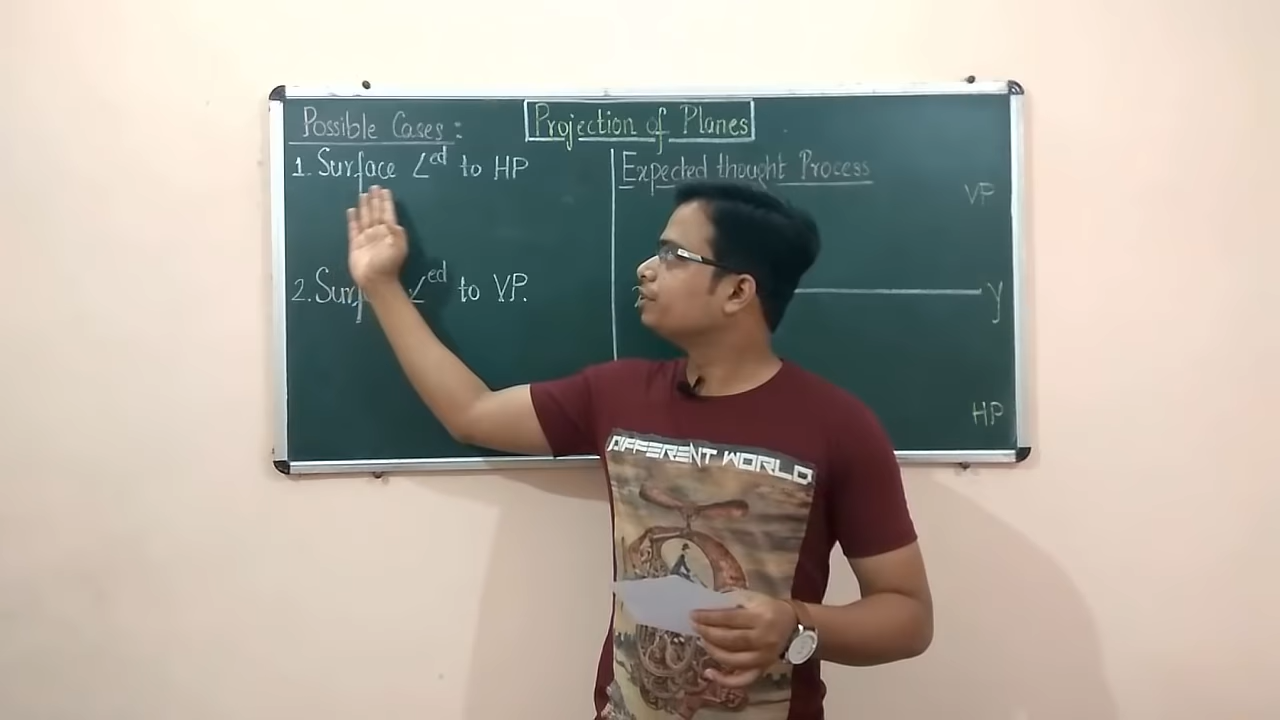 Projection of Planes
Possible Cases:
1. Surface ∠ed to HP
2. Surface ∠ed to VP.
Expected thought Process
VP
y
HP
DIFFERENT WORLD